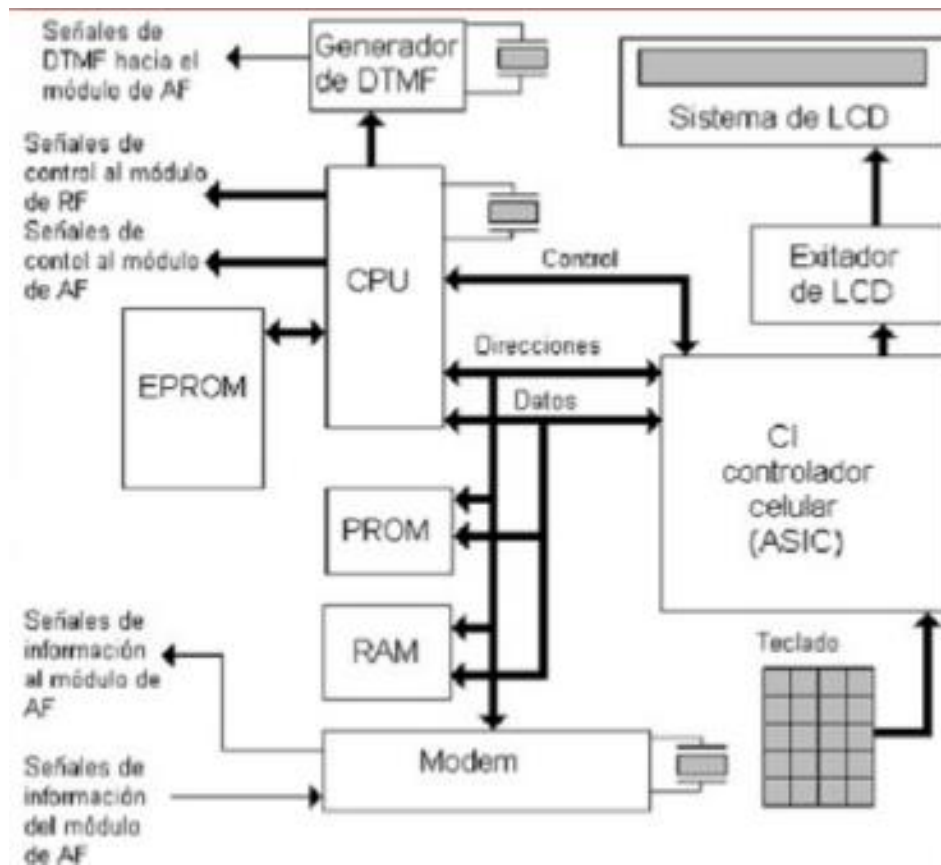 Señales de
DTMF hacia el
módulo de AF
Generador
de DTMF
Sistema de LCD
Señales de
control al módulo
de RF
Señales de
contol al módulo
de AF
CPU
Control
Exitador
de LCD
EPROM
Direcciones
Datos
CI
controlador
celular
(ASIC)
PROM
RAM
Señales de
información
al módulo de
AF
Teclado
Modem
Señales de
información
del módulo
de AF